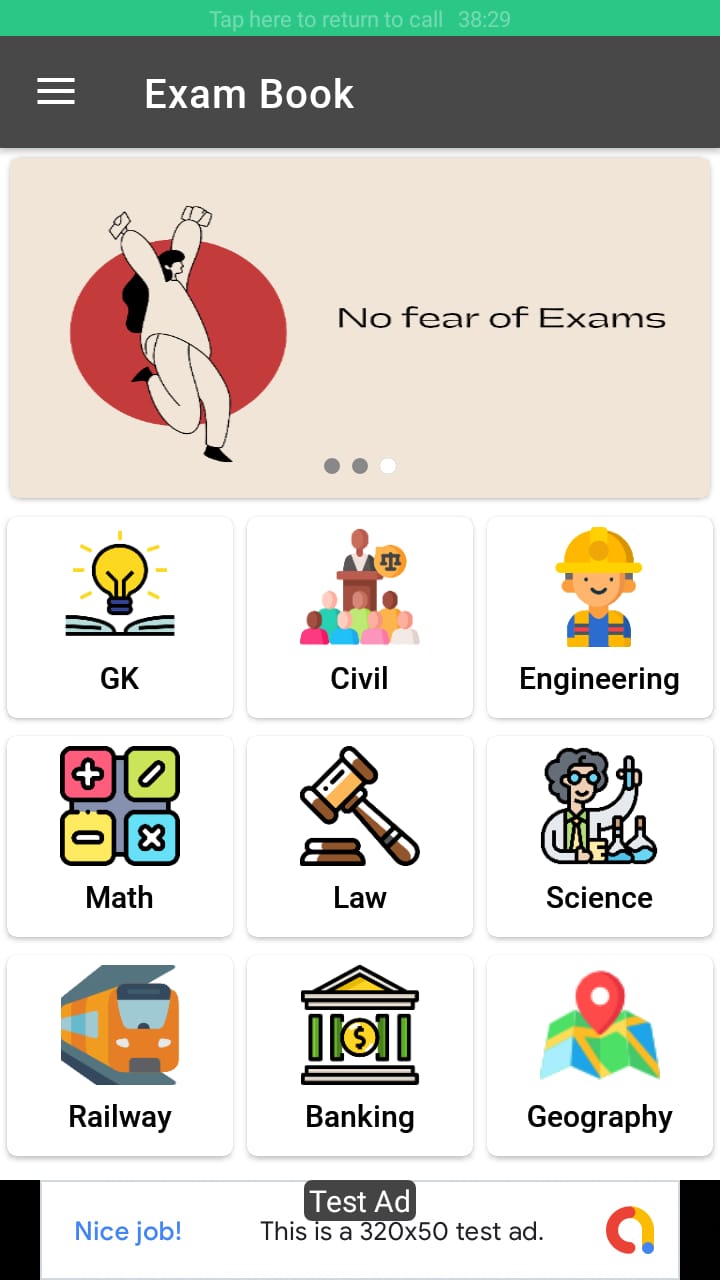 Tap here to return to call 38:29
Exam Book
No fear of Exams
GK
Civil
Engineering
Math
Law
Science
Railway
Banking
Geography
Test Ad
Nice job!
This is a 320x50 test ad.